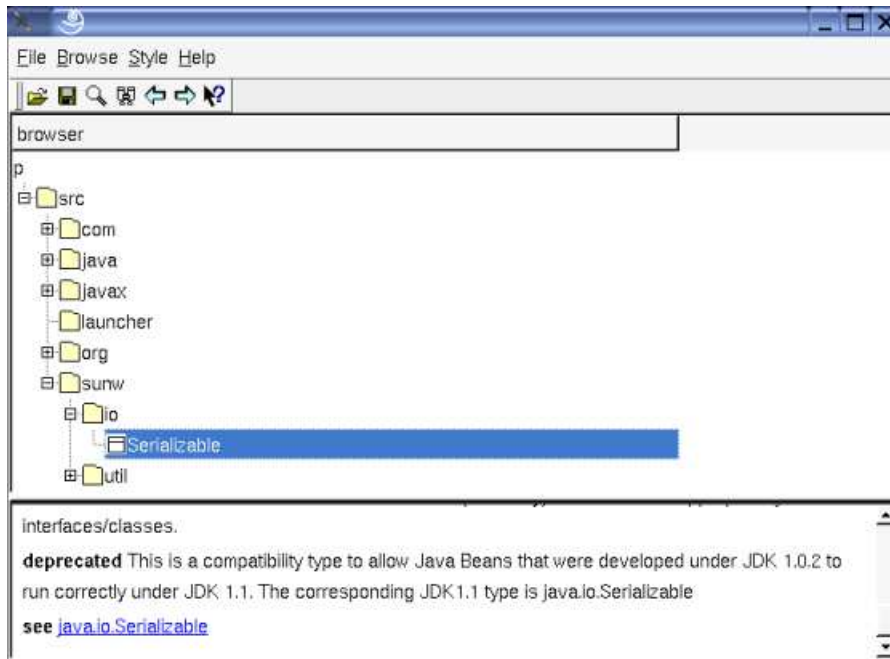 File Browse Style Help
browser
p
src
com
java
javax
launcher
org
sunw
io
Serializable
util
interfaces/classes.
deprecated This is a compatibility type to allow Java Beans that were developed under JDK 1.0.2 to
run correctly under JDK 1.1. The corresponding JDK1.1 type is java.io.Serializable
see java.io.Serializable